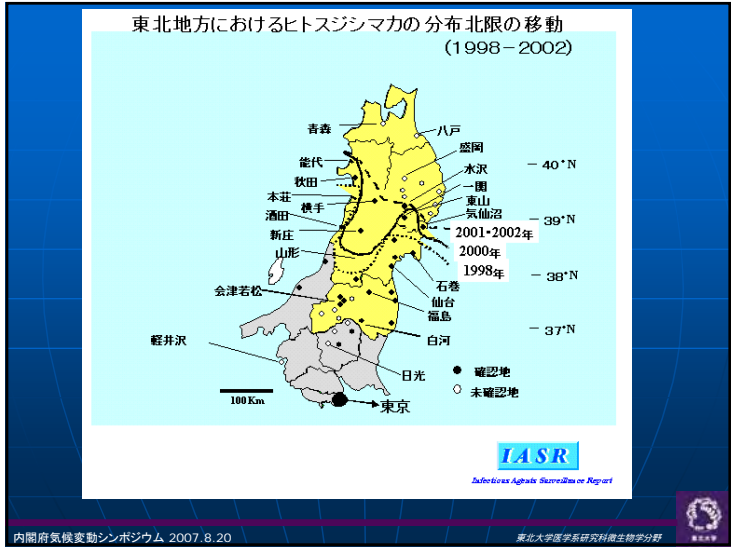 東北地方におけるヒトスジシマカの分布北限の移動
(1998－2002)
青森
八戸
盛岡
能代
水沢
40°N
秋田
一関
本荘
東山
横手
気仙沼
酒田
39°N
新庄
2001・2002年
山形
2000年
1998年
38°N
石巻
会津若松
仙台
福島
37°N
白河
軽井沢
日光
確認地
未確認地
100 Km
東京
IASR
Infectious Agents Surveillance Report
内閣府気候変動シンポジウム 2007.8.20
東北大学医学系研究科微生物学分野
東北大学